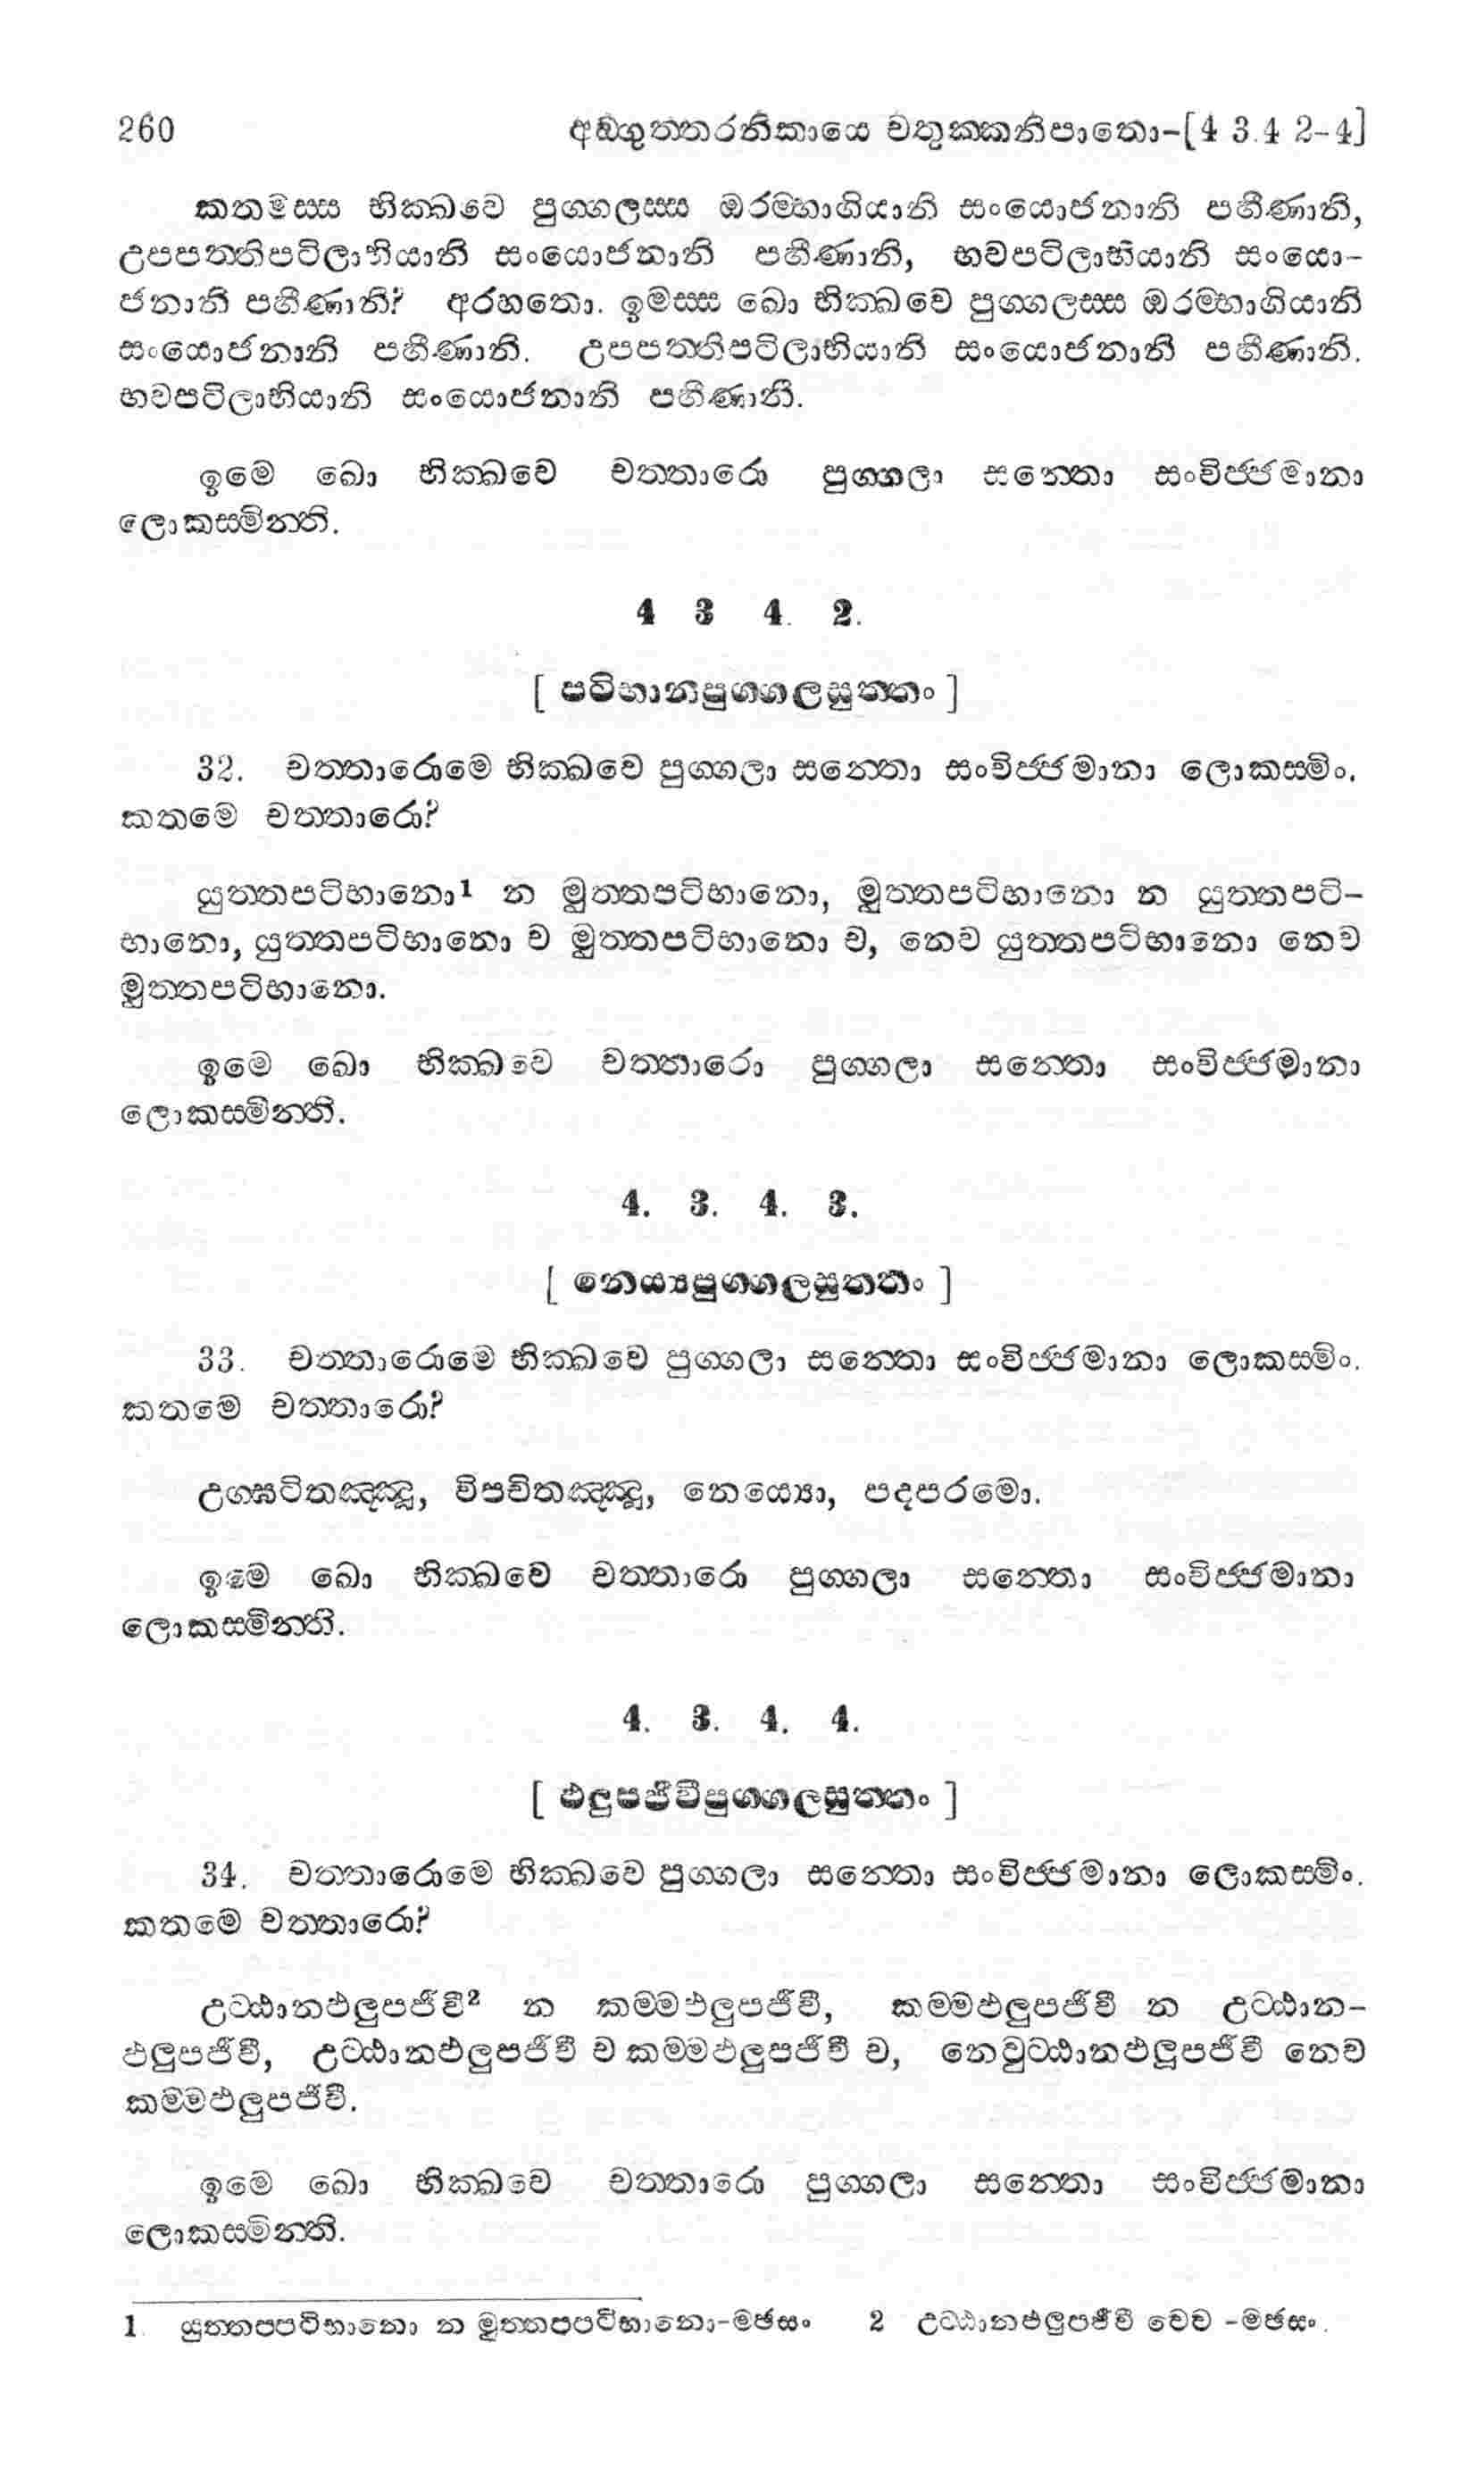 260 අඞ්ගුත්තරනිකායෙ චතුක්කනිපාතො-[4 3.4 2-4]
කතමස්ස භික්ඛවෙ පුග්ගලස්ස ඔරම්භාගියානි සංයොජනානි පහීණානි,
උපපත්තිපටිලාභියානි සංයොජනානි පහීණානි, භවපටිලාභියානි සංයො-
ජනානි පහීණානි? අරහතො. ඉමස්ස ඛො භික්ඛවෙ පුග්ගලස්ස ඔරම්භාගියානි
සංයොජනානි පහීණානි. උපපත්තිපටිලාභියානි සංයොජනානි පහීණානි.
භවපටිලාභියානි සංයොජනානි පහීණානි.
ඉමෙ ඛො භික්ඛවෙ චත්තාරො පුග්ගලා සන්තො සංවිජ්ජමානා
ලොකස්මින්ති.
4 3 4. 2.
[ පටිභානපුග්ගලසුත්තං ]
32. චත්තාරොමෙ භික්ඛවෙ පුග්ගලා සන්තො සංවිජ්ජමානා ලොකස්මිං.
කතමෙ චත්තාරො?
යුත්තපටිභානො1 න මුත්තපටිභානො, මුත්තපටිභානො න යුත්තපටි-
භානො, යුත්තපටිභානො ච මුත්තපටිභානො ච, නෙව යුත්තපටිභානො නෙව
මුත්තපටිභානො.
ඉමෙ ඛො භික්ඛවෙ චත්තාරො පුග්ගලා සන්තො සංවිජ්ජමානා
ලොකස්මින්ති.
4. 3. 4. 3.
[ නෙය්‍යපුග්ගලසුත්තං ]
33. චත්තාරොමෙ භික්ඛවෙ පුග්ගලා සන්තො සංවිජ්ජමානා ලොකස්මිං.
කතමෙ චත්තාරො?
උග්ඝටිතඤ්ඤූ, විපචිතඤ්ඤූ, නෙය්‍යො, පදපරමො.
ඉමෙ ඛො භික්ඛවෙ චත්තාරො පුග්ගලා සන්තො සංවිජ්ජමානා
ලොකස්මින්ති.
4. 3. 4. 4.
[ ඵලුපජීවීපුග්ගලසුත්තං ]
34. චත්තාරොමෙ භික්ඛවෙ පුග්ගලා සන්තො සංවිජ්ජමානා ලොකස්මිං.
කතමෙ චත්තාරො?
උට්ඨානඵලුපජීවී2 න කම්මඵලුපජීවී, කම්මඵලුපජීවී න උට්ඨාන-
ඵලුපජීවී, උට්ඨානඵලුපජීවී ච කම්මඵලුපජීවී ච, නෙවුට්ඨානඵලූපජීවී නෙව
කම්මඵලුපජීවී.
ඉමෙ ඛො භික්ඛවෙ චත්තාරො පුග්ගලා සන්තො සංවිජ්ජමානා
ලොකස්මින්ති.
1 යුත්තප්පටිභානො න මුත්තප්පටිභානො-මඡසං 2 උට්ඨානඵලුපජීවී චෙව -මඡසං.